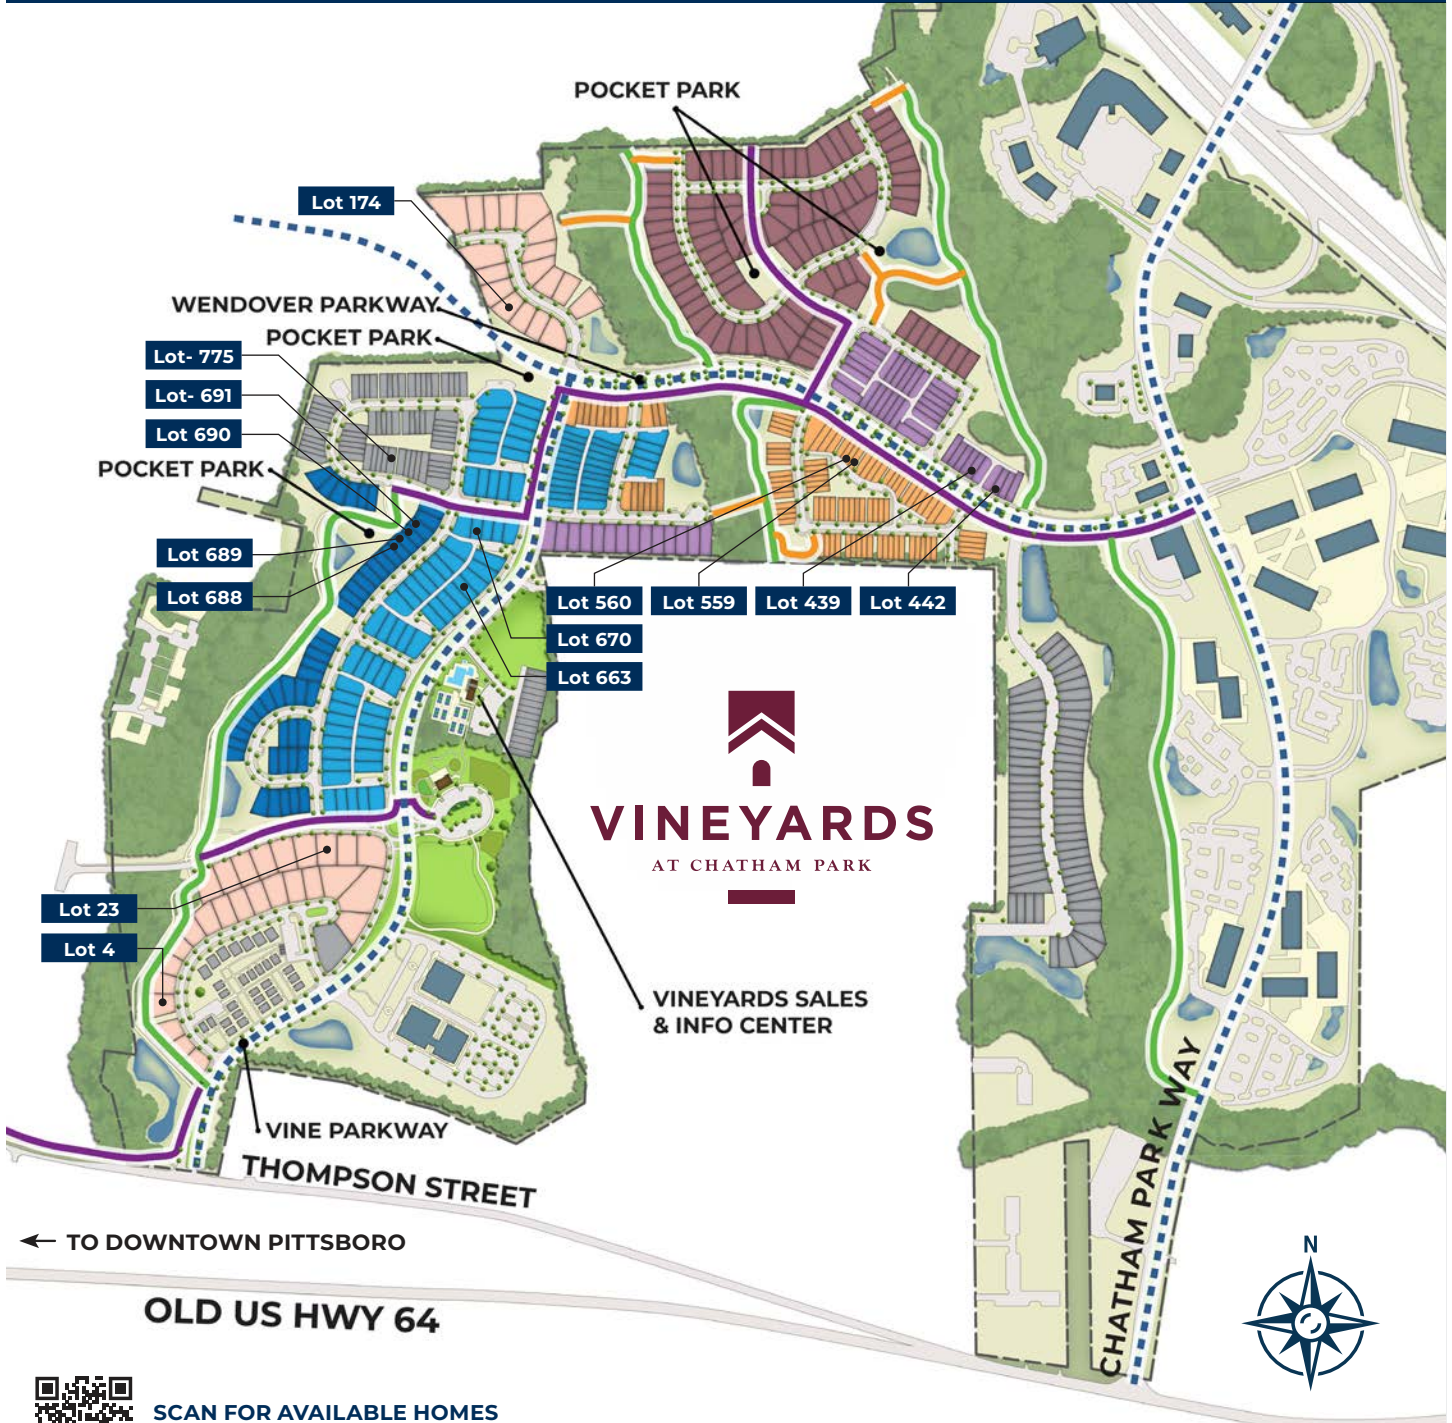 POCKET PARK
Lot 174
WENDOVER PARKWAY
POCKET PARK
Lot- 775
Lot- 691
Lot 690
POCKET PARK
Lot 689
Lot 688
Lot 560
Lot 559
Lot 439
Lot 442
Lot 670
Lot 663
VINEYARDS
AT CHATHAM PARK
Lot 23
Lot 4
VINEYARDS SALES
& INFO CENTER
VINE PARKWAY
THOMPSON STREET
CHATHAM PARK WAY
TO DOWNTOWN PITTSBORO
N
OLD US HWY 64
SCAN FOR AVAILABLE HOMES